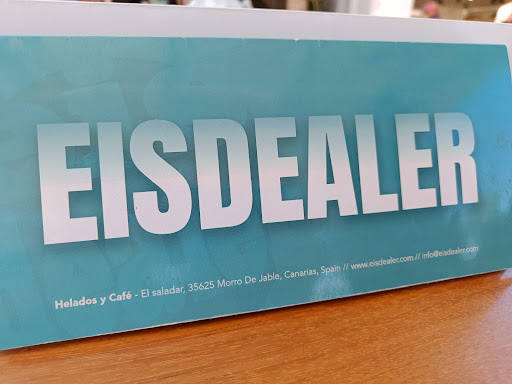 EISDEALER
Helados y Café - El saladar, 35625 Morro De Jable, Canarias, Spain // www.eisdealer.com // info@eisdealer.com